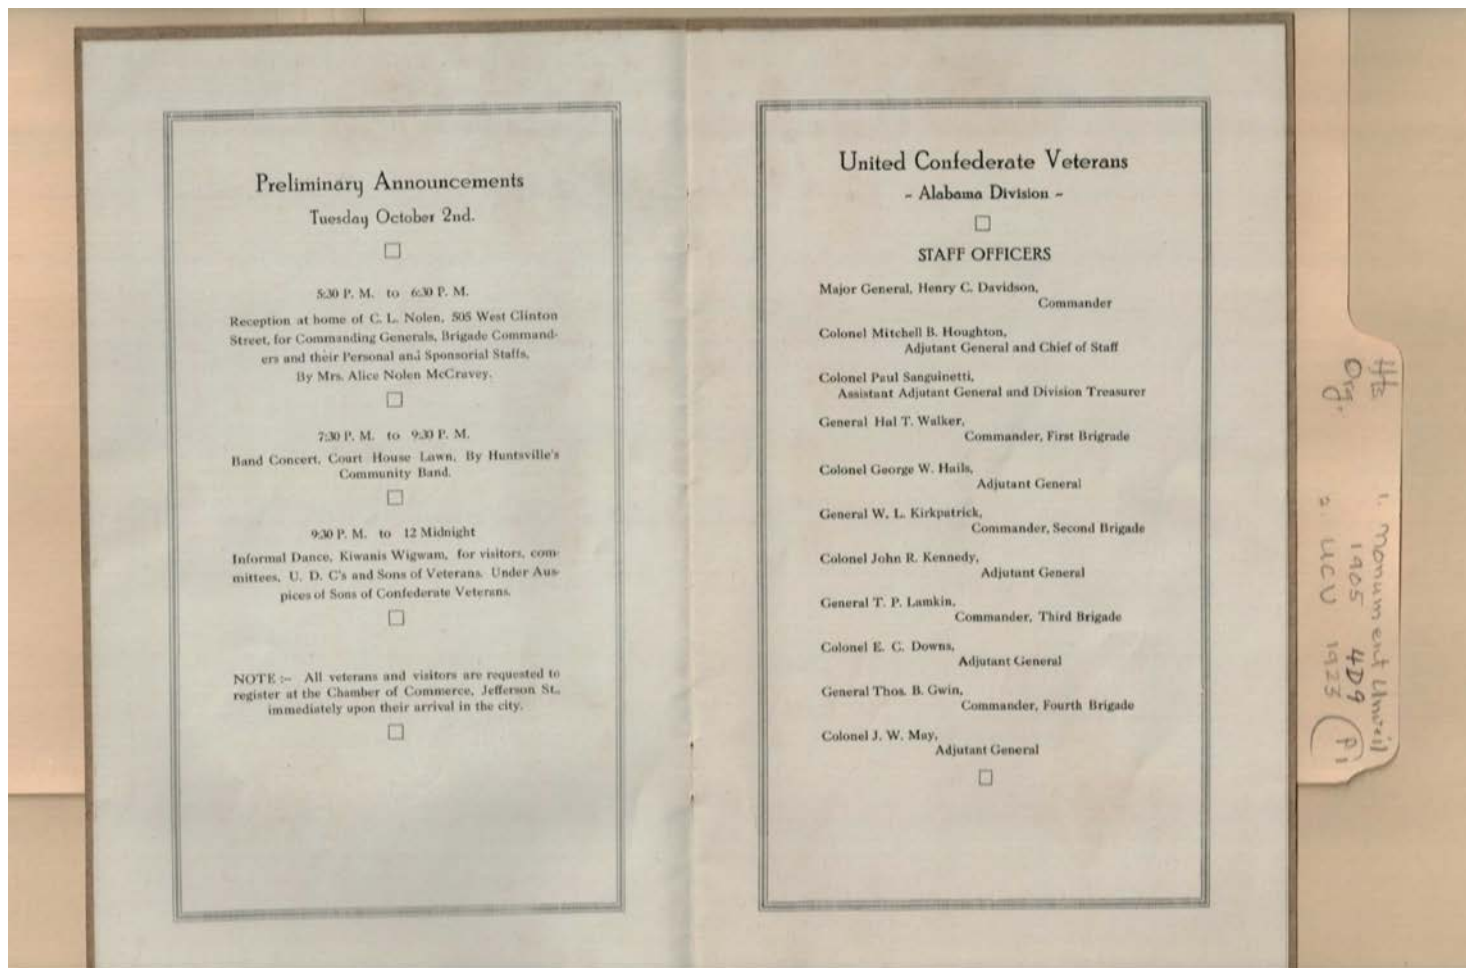 Preliminary Announcements
Tuesday October 2nd.
5:30 P. M. to 6:30 P. M.
Reception at home of C. L. Nolen, 505 West Clinton
Street, for Commanding Generals, Brigade Command-
ers and their Personal and Sponsorial Staffs,
By Mrs. Alice Nolen McCravey.
7:30 P. M. to 9:30 P. M.
Band Concert, Court House Lawn, By Huntsville's
Community Band.
9:30 P. M. to 12 Midnight
Informal Dance, Kiwanis Wigwam, for visitors, com-
mittees, U. D. C's and Sons of Veterans. Under Aus-
pices of Sons of Confederate Veterans.
NOTE :- All veterans and visitors are requested to
register at the Chamber of Commerce, Jefferson St.,
immediately upon their arrival in the city.
United Confederate Veterans
- Alabama Division -
STAFF OFFICERS
Major General, Henry C. Davidson,
Commander
Colonel Mitchell B. Houghton,
Adjutant General and Chief of Staff
Colonel Paul Sanguinetti,
Assistant Adjutant General and Division Treasurer
General Hal T. Walker,
Commander, First Brigrade
Colonel George W. Hails,
Adjutant General
General W. L. Kirkpatrick,
Commander, Second Brigade
Colonel John R. Kennedy,
Adjutant General
General T. P. Lamkin,
Commander, Third Brigade
Colonel E. C. Downs,
Adjutant General
General Thos. B. Gwin,
Commander, Fourth Brigade
Colonel J. W. May,
Adjutant General
Org.
1. Monument Unveil
1905 4D9
2. UCV 1923 (P1)